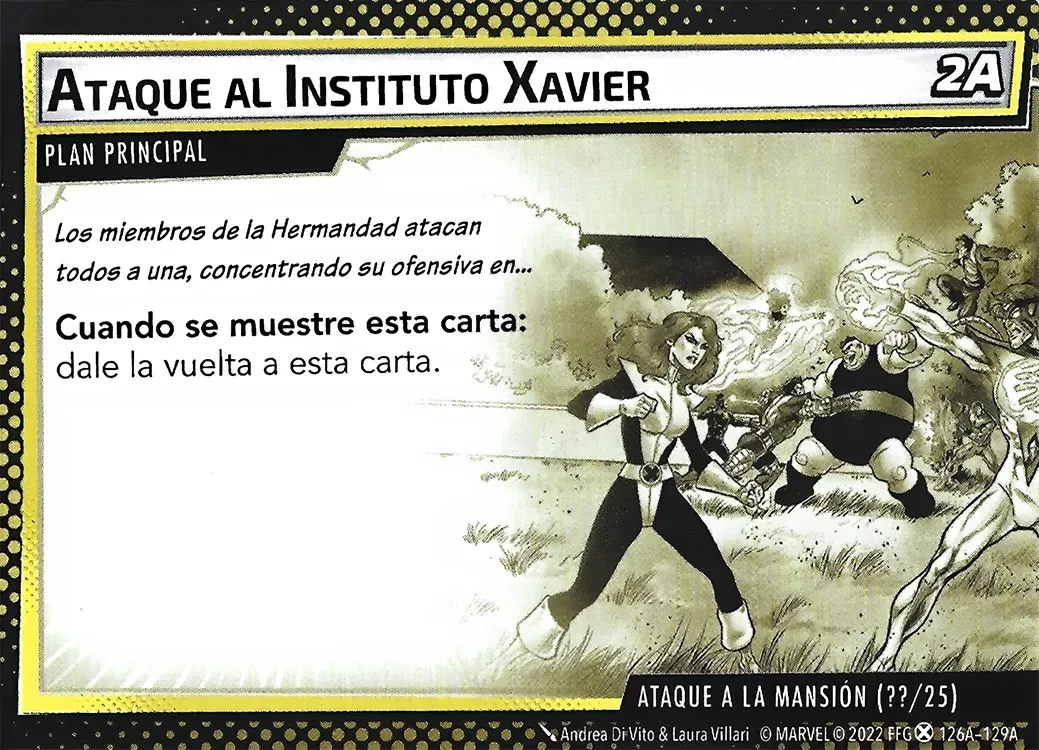 ATAQUE AL INSTITUTO XAVIER
2A
PLAN PRINCIPAL
Los miembros de la Hermandad atacan
todos a una, concentrando su ofensiva en...
Cuando se muestre esta carta:
dale la vuelta a esta carta.
ATAQUE A LA MANSIÓN (??/25)
Andrea Di Vito & Laura Villari © MARVEL © 2022 FFG 126A-129A